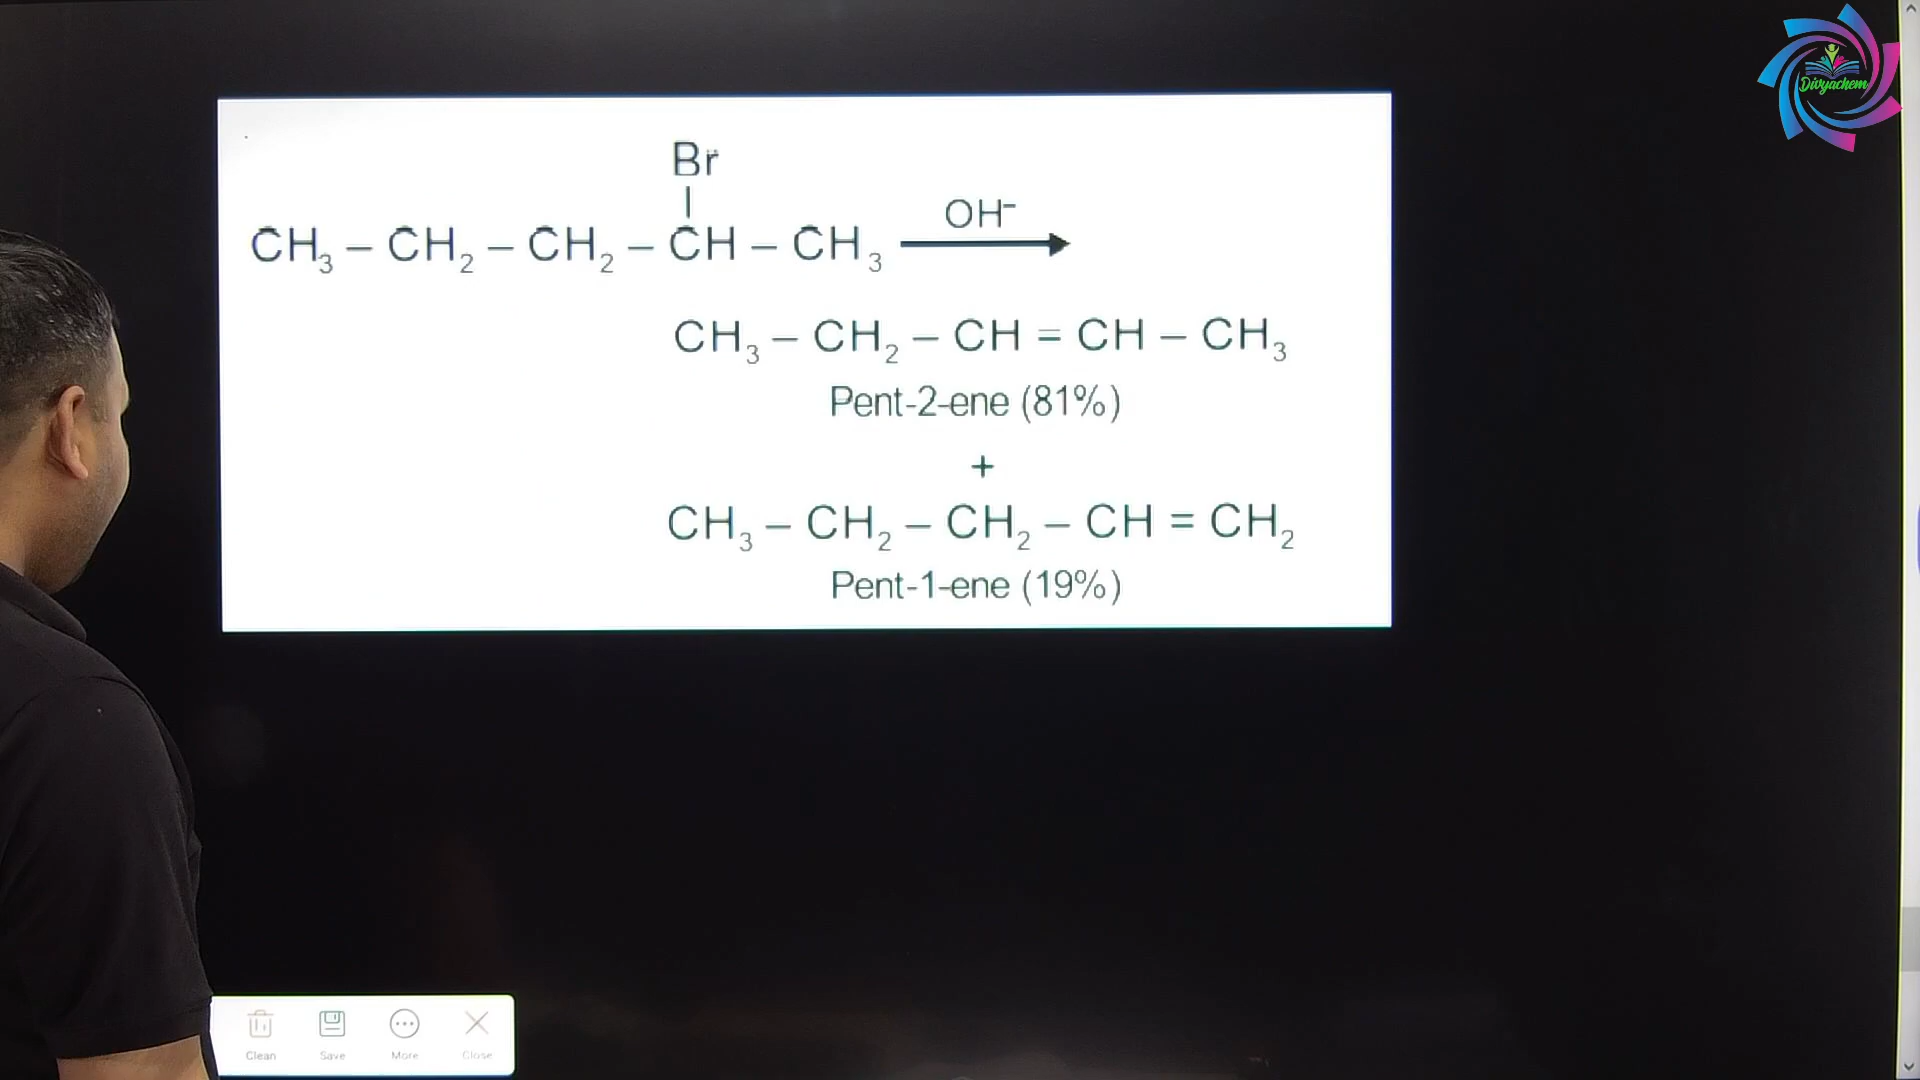 Divyachem
Br
|
CH₃ – CH₂ – CH₂ – CH – CH₃
OH⁻
CH₃ – CH₂ – CH = CH – CH₃
Pent-2-ene (81%)
+
CH₃ – CH₂ – CH₂ – CH = CH₂
Pent-1-ene (19%)
Clean Save More Close